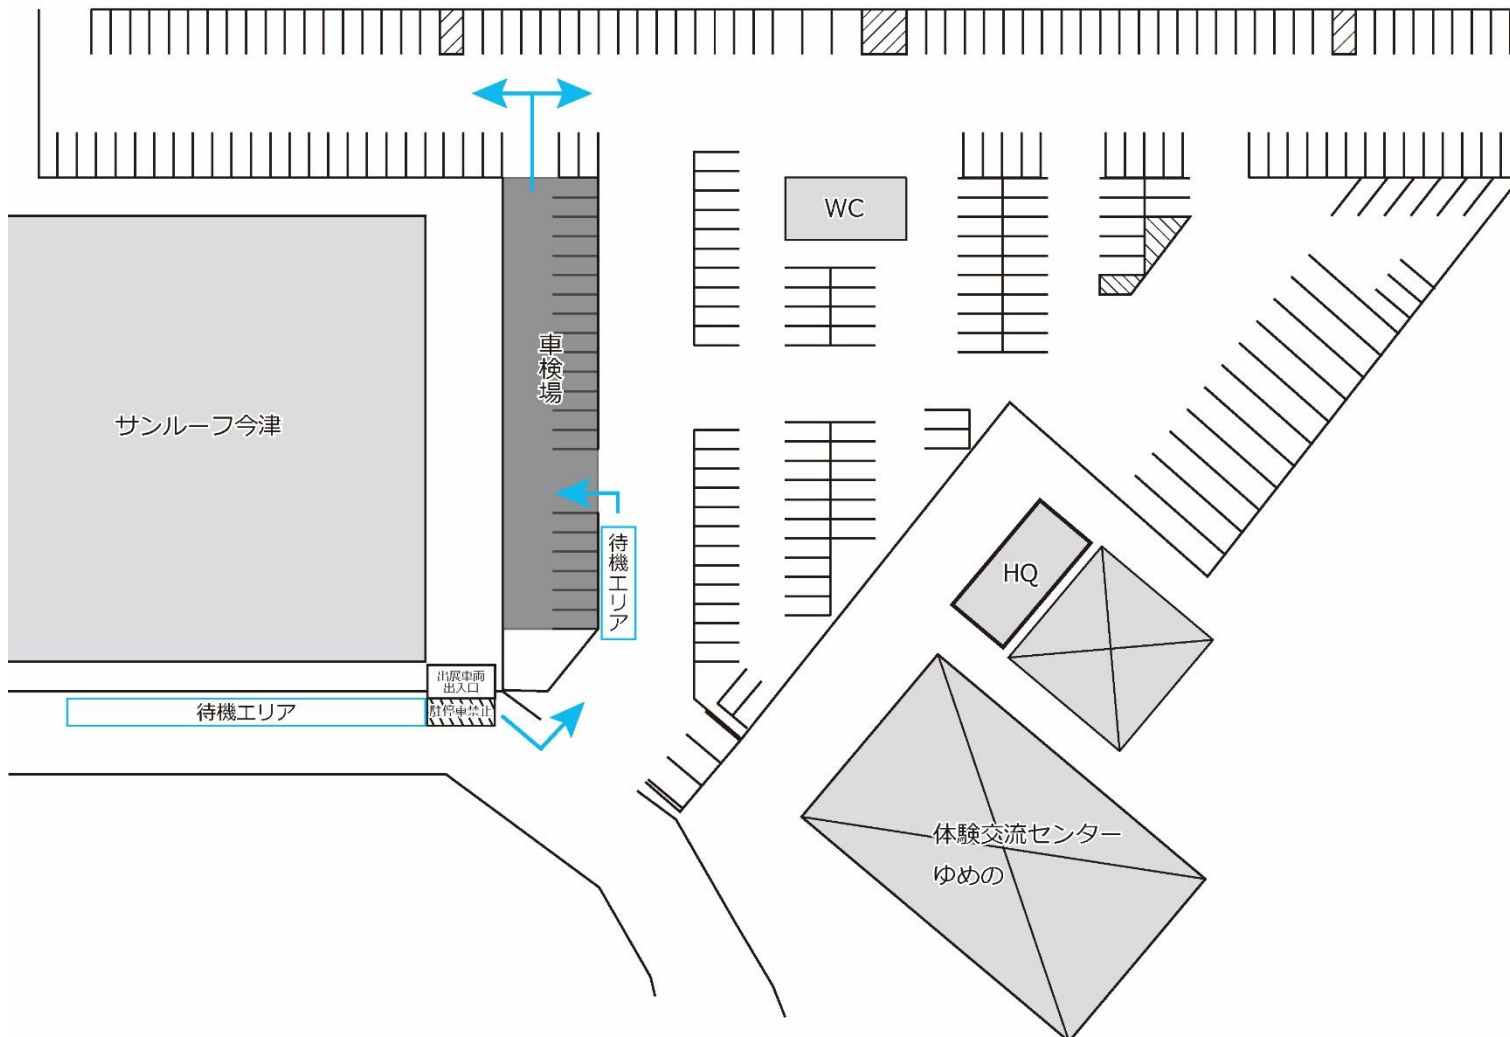 WC
車検場
サンルーフ今津
待機エリア
HQ
出展車両
出入口
駐停車禁止
待機エリア
体験交流センター
ゆめの